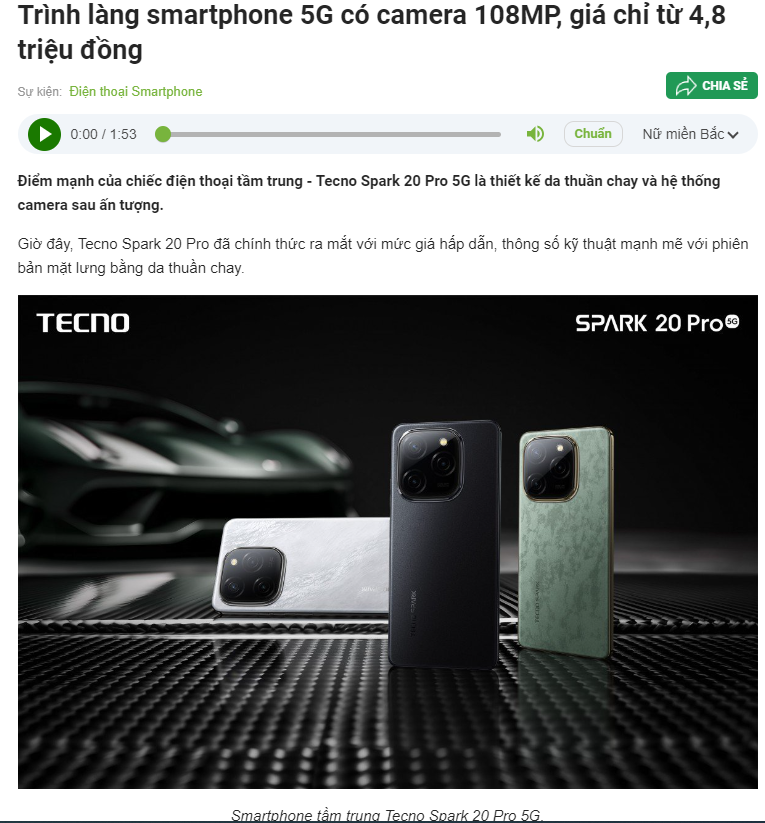 Trình làng smartphone 5G có camera 108MP, giá chỉ từ 4,8
triệu đồng
Sự kiện: Điện thoại Smartphone
CHIA SẺ
0:00 / 1:53
Chuẩn
Nữ miền Bắc
Điểm mạnh của chiếc điện thoại tầm trung - Tecno Spark 20 Pro 5G là thiết kế da thuần chay và hệ thống
camera sau ấn tượng.
Giờ đây, Tecno Spark 20 Pro đã chính thức ra mắt với mức giá hấp dẫn, thông số kỹ thuật mạnh mẽ với phiên
bản mặt lưng bằng da thuần chay.
TECNO
SPARK 20 Pro 5G
Smartphone tầm trung Tecno Spark 20 Pro 5G.